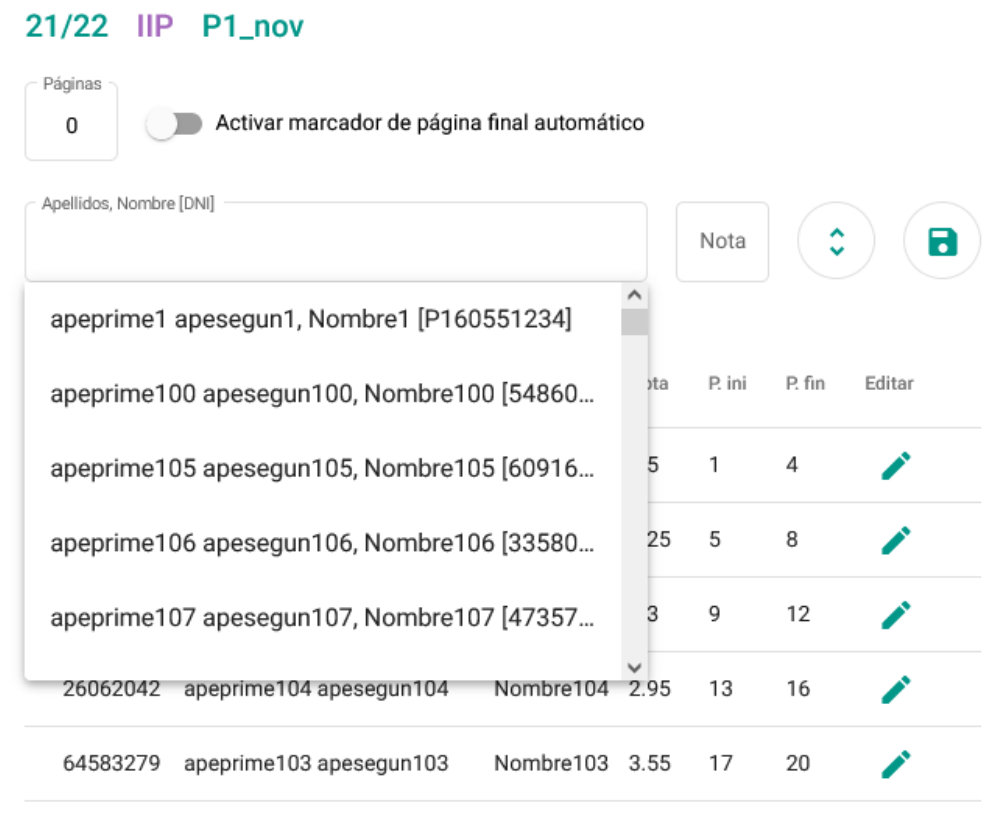 21/22 IIP P1_nov
Páginas
0
Activar marcador de página final automático
Apellidos, Nombre [DNI]
Nota
apeprime1 apesegun1, Nombre1 [P160551234]
P. ini P. fin Editar
apeprime100 apesegun100, Nombre100 [54860...
5 1 4
apeprime105 apesegun105, Nombre105 [60916...
25 5 8
apeprime106 apesegun106, Nombre106 [33580...
3 9 12
apeprime107 apesegun107, Nombre107 [47357...
26062042 apeprime104 apesegun104 Nombre104 2.95 13 16
64583279 apeprime103 apesegun103 Nombre103 3.55 17 20